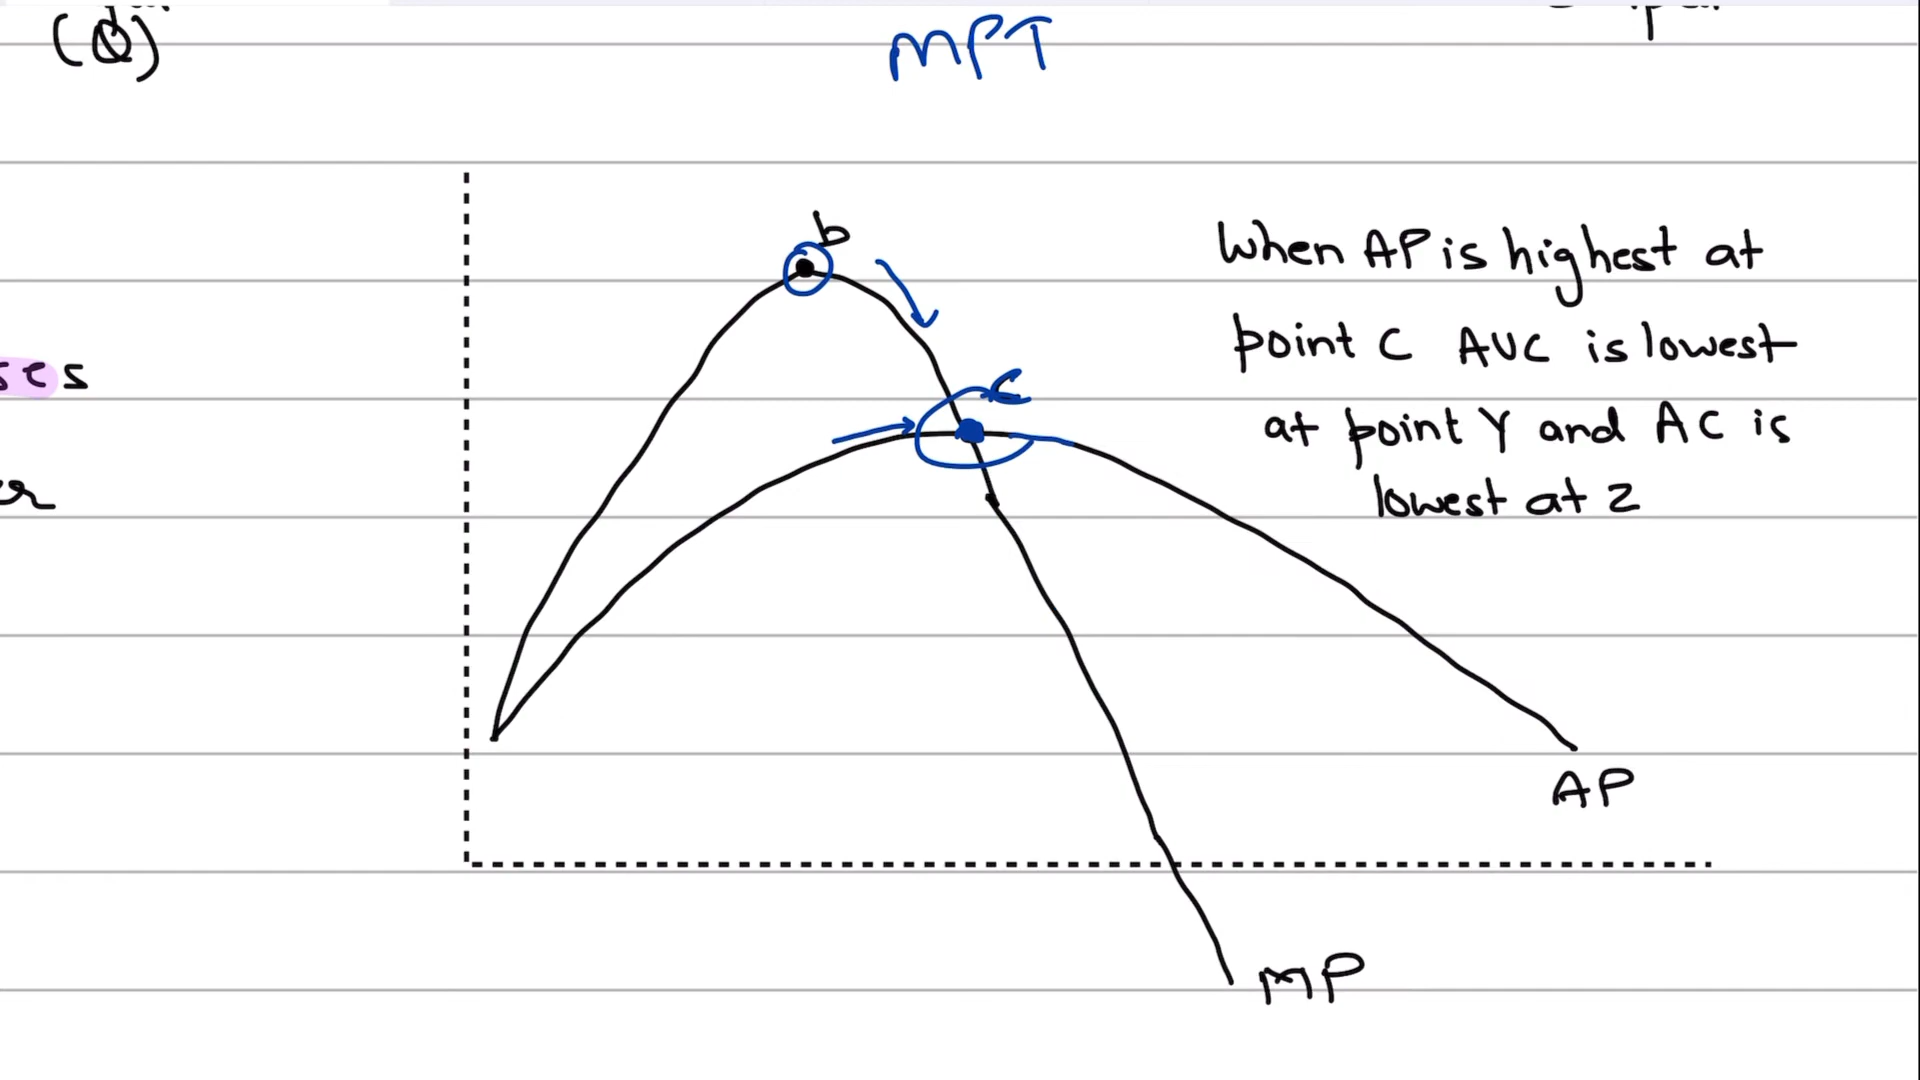 (Q)
MPT
b
When AP is highest at
point C AVC is lowest
ses
C
at point Y and AC is
lowest at Z
AP
MP